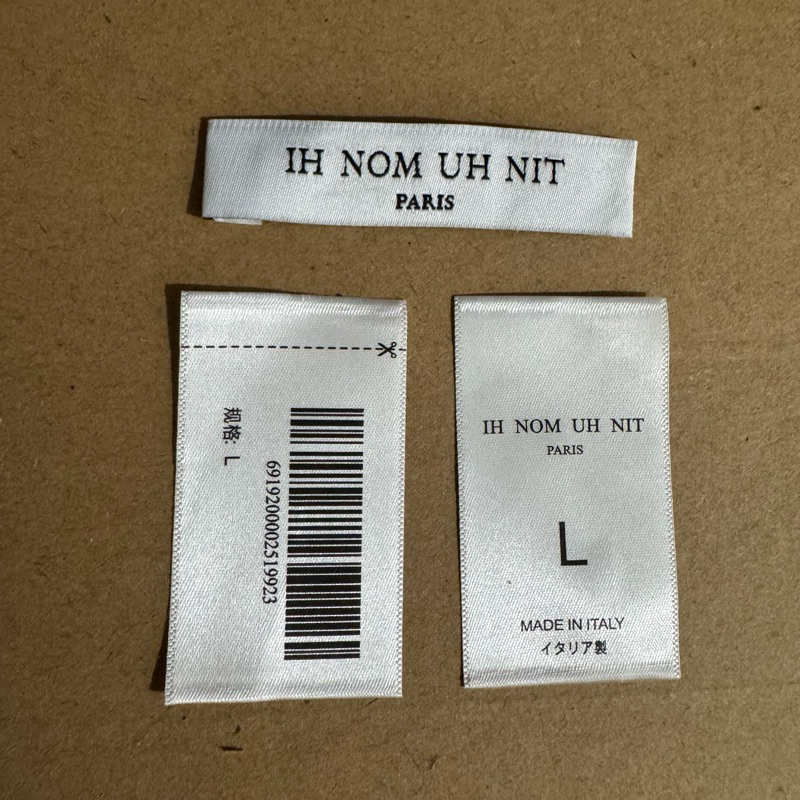 IH NOM UH NIT
PARIS
规格: L
6919200002519923
IH NOM UH NIT
PARIS
L
MADE IN ITALY
イタリア製